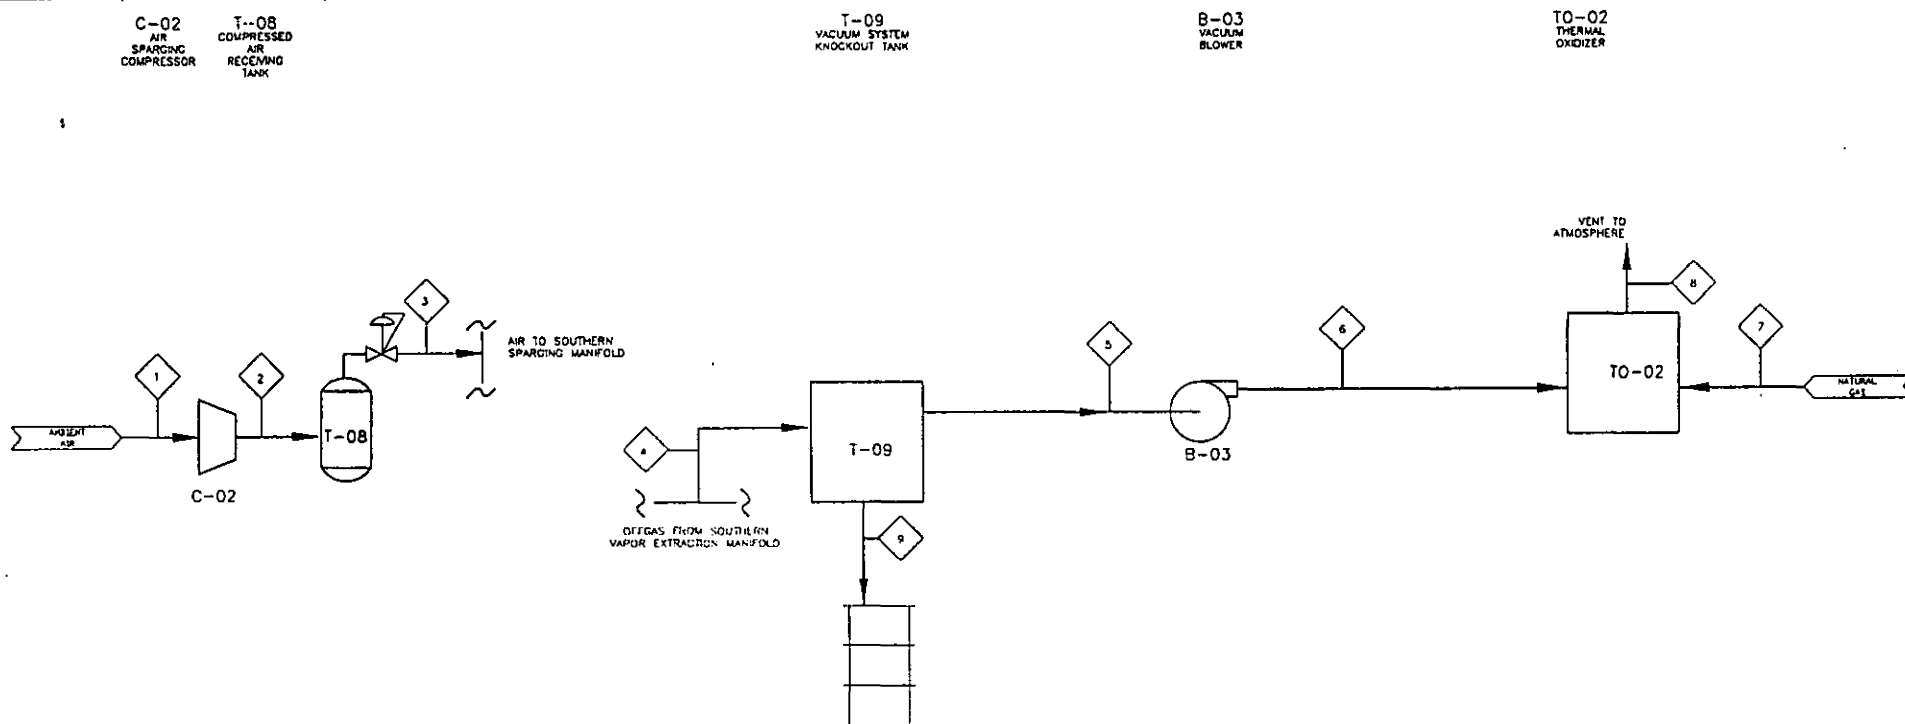 C-02
AIR
SPARGING
COMPRESSOR
T-08
COMPRESSED
AIR
RECEIVING
TANK
T-09
VACUUM SYSTEM
KNOCKOUT TANK
B-03
VACUUM
BLOWER
TO-02
THERMAL
OXIDIZER
VENT TO
ATMOSPHERE
8
3
AIR TO SOUTHERN
SPARGING MANIFOLD
1
2
5
6
7
AMBIENT
AIR
T-08
C-02
4
T-09
B-03
TO-02
NATURAL
GAS
OFFGAS FROM SOUTHERN
VAPOR EXTRACTION MANIFOLD
9